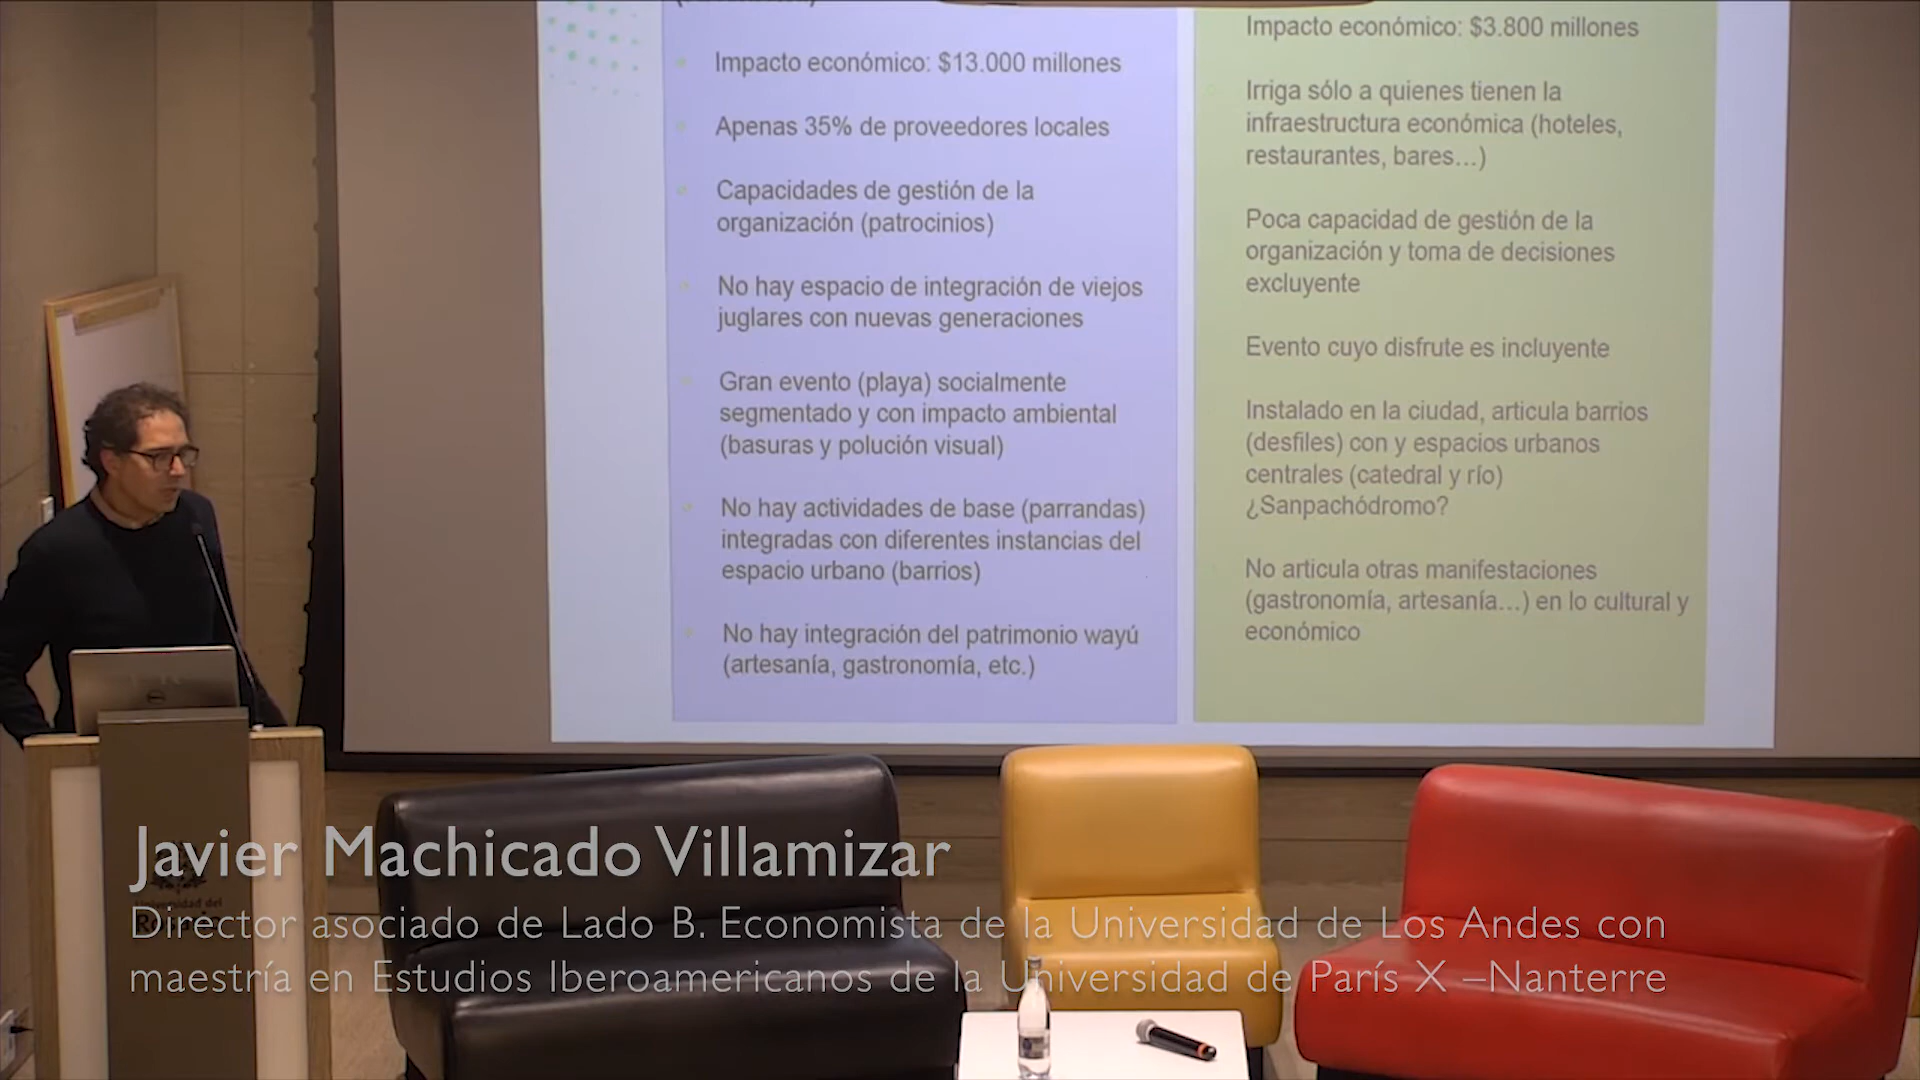 Impacto económico: $13.000 millones
Apenas 35% de proveedores locales
Capacidades de gestión de la
organización (patrocinios)
No hay espacio de integración de viejos
juglares con nuevas generaciones
Gran evento (playa) socialmente
segmentado y con impacto ambiental
(basuras y polución visual)
No hay actividades de base (parrandas)
integradas con diferentes instancias del
espacio urbano (barrios)
No hay integración del patrimonio wayú
(artesanía, gastronomía, etc.)
Impacto económico: $3.800 millones
Irriga sólo a quienes tienen la
infraestructura económica (hoteles,
restaurantes, bares…)
Poca capacidad de gestión de la
organización y toma de decisiones
excluyente
Evento cuyo disfrute es incluyente
Instalado en la ciudad, articula barrios
(desfiles) con y espacios urbanos
centrales (catedral y río)
¿Sanpachódromo?
No articula otras manifestaciones
(gastronomía, artesanía…) en lo cultural y
económico
Javier Machicado Villamizar
Universidad del
Director asociado de Lado B. Economista de la Universidad de Los Andes con
maestría en Estudios Iberoamericanos de la Universidad de París X –Nanterre